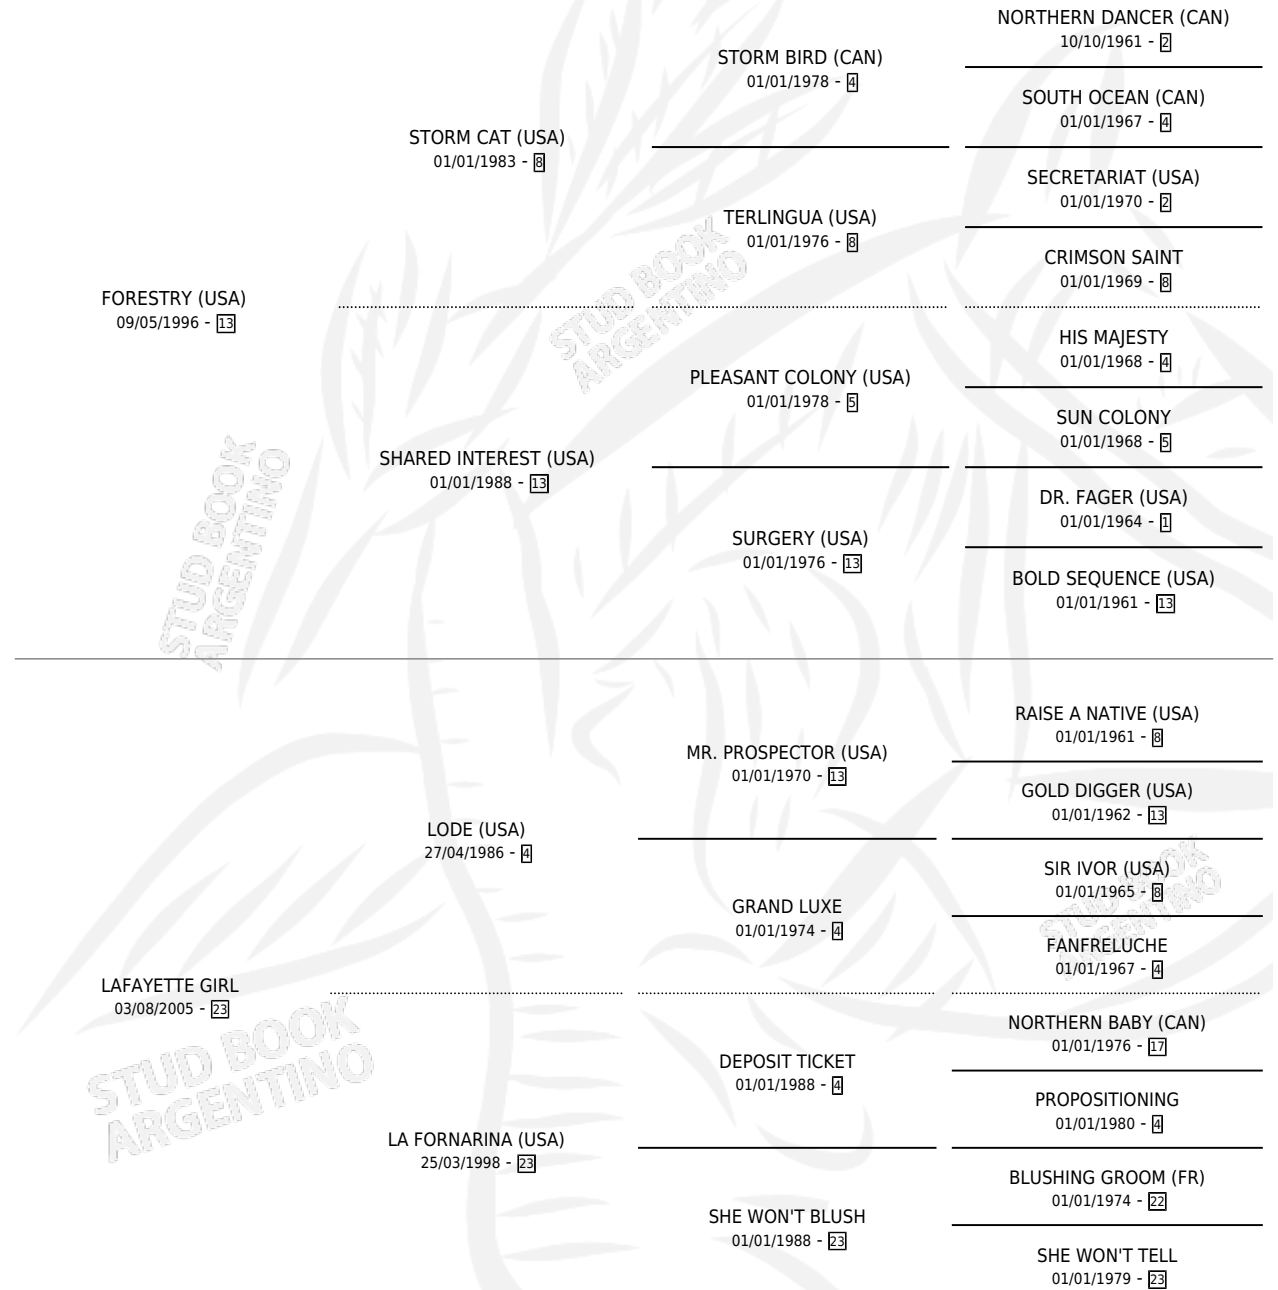 NORTHERN DANCER (CAN)
10/10/1961 - 2
STORM BIRD (CAN)
01/01/1978 - 4
SOUTH OCEAN (CAN)
01/01/1967 - 4
STORM CAT (USA)
01/01/1983 - 8
SECRETARIAT (USA)
01/01/1970 - 2
TERLINGUA (USA)
01/01/1976 - 8
CRIMSON SAINT
01/01/1969 - 8
FORESTRY (USA)
09/05/1996 - 13
HIS MAJESTY
01/01/1968 - 4
PLEASANT COLONY (USA)
01/01/1978 - 5
SUN COLONY
01/01/1968 - 5
SHARED INTEREST (USA)
01/01/1988 - 13
DR. FAGER (USA)
01/01/1964 - 1
SURGERY (USA)
01/01/1976 - 13
BOLD SEQUENCE (USA)
01/01/1961 - 13
RAISE A NATIVE (USA)
01/01/1961 - 8
MR. PROSPECTOR (USA)
01/01/1970 - 13
GOLD DIGGER (USA)
01/01/1962 - 13
LODE (USA)
27/04/1986 - 4
SIR IVOR (USA)
01/01/1965 - 8
GRAND LUXE
01/01/1974 - 4
FANFRELUCHE
01/01/1967 - 4
LAFAYETTE GIRL
03/08/2005 - 23
NORTHERN BABY (CAN)
01/01/1976 - 17
DEPOSIT TICKET
01/01/1988 - 4
PROPOSITIONING
01/01/1980 - 4
LA FORNARINA (USA)
25/03/1998 - 23
BLUSHING GROOM (FR)
01/01/1974 - 22
SHE WON'T BLUSH
01/01/1988 - 23
SHE WON'T TELL
01/01/1979 - 23
STUD BOOK
ARGENTINO
STUD BOOK
ARGENTINO
STUD BOOK
ARGENTINO
STUD BOOK
ARGENTINO